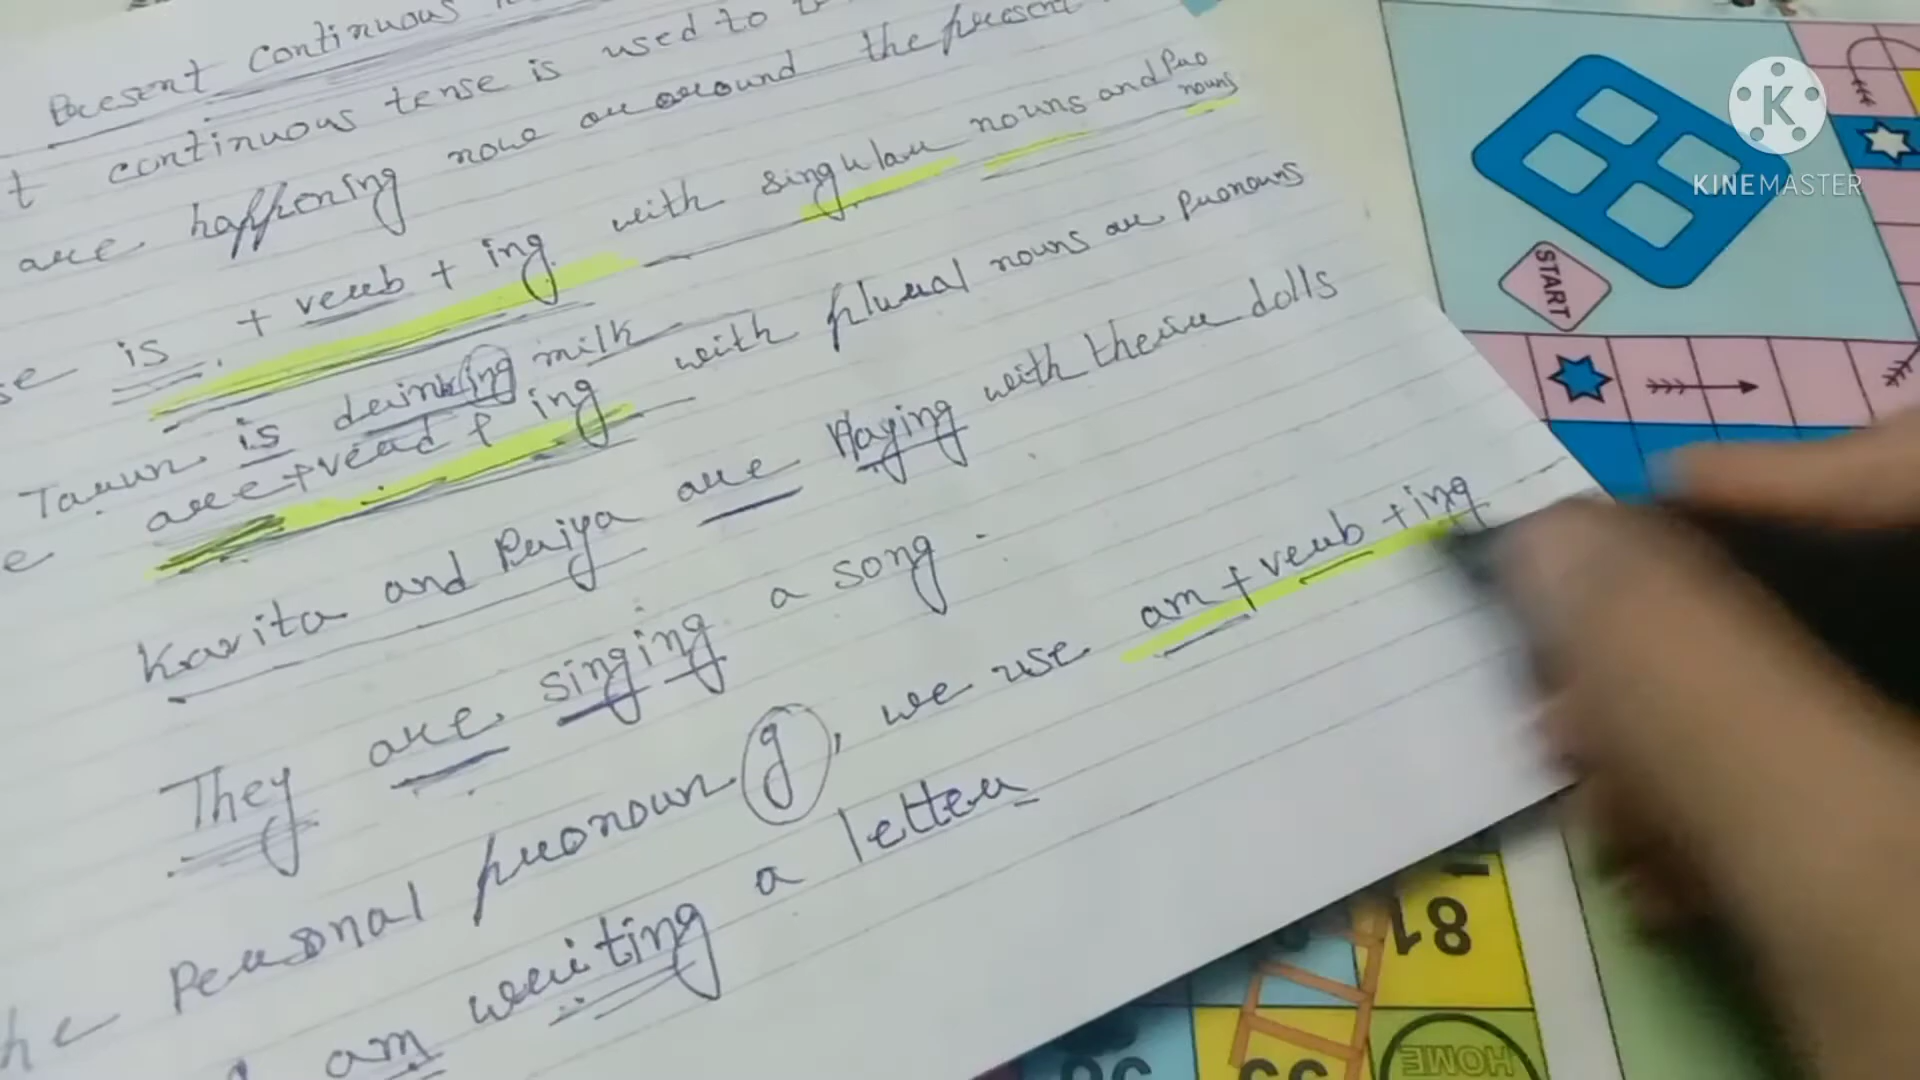 Present continuous
t continuous tense is used to
are happening now or around the present
se is + verb + ing with singular nouns and Pro
nouns
Tarun is drinking milk
e are + verb + ing with plural nouns are Pronouns
Kavita and Priya are Playing with their dolls
They are singing a song.
he Personal pronoun I, we use am + verb + ing
I am writing a letter
K
KINEMASTER
START
81
HOME